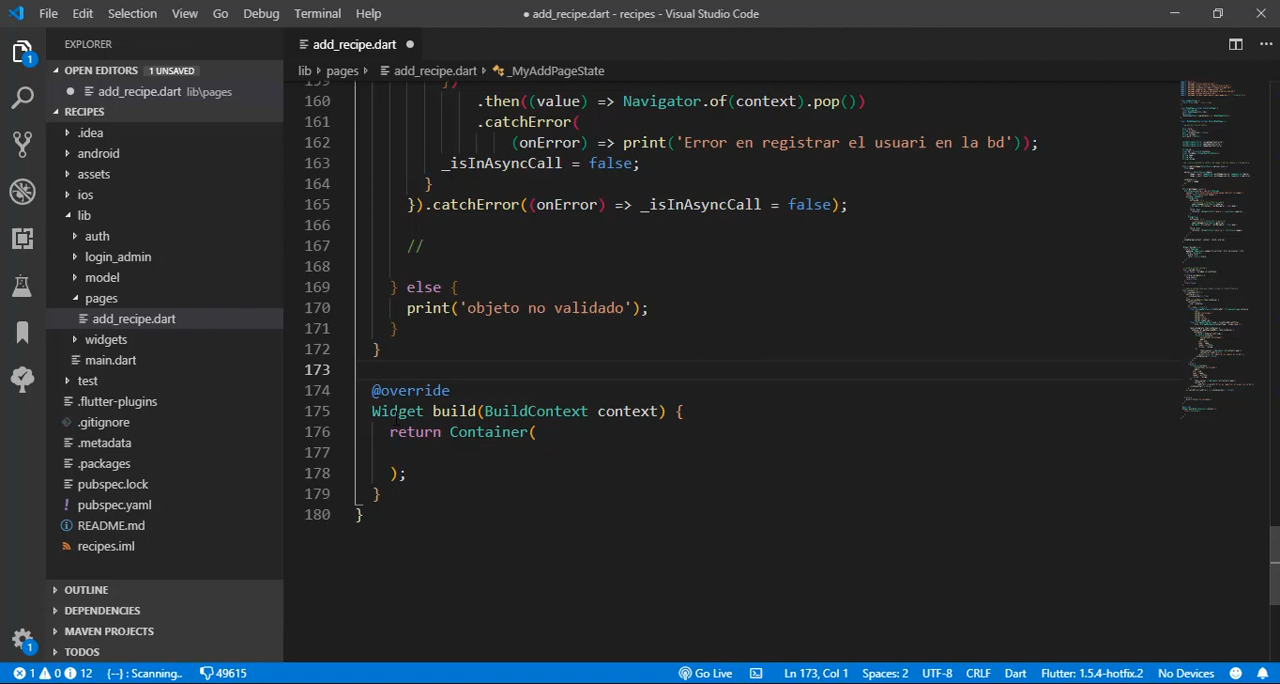 File Edit Selection View Go Debug Terminal Help
● add_recipe.dart - recipes - Visual Studio Code
EXPLORER
add_recipe.dart ●
OPEN EDITORS 1 UNSAVED
lib › pages › add_recipe.dart › _MyAddPageState
● add_recipe.dart lib\pages
RECIPES
.idea
android
assets
ios
lib
auth
login_admin
model
pages
add_recipe.dart
widgets
main.dart
test
.flutter-plugins
.gitignore
.metadata
.packages
pubspec.lock
pubspec.yaml
README.md
recipes.iml
OUTLINE
DEPENDENCIES
MAVEN PROJECTS
TODOS
159 })
160 .then((value) => Navigator.of(context).pop())
161 .catchError(
162 (onError) => print('Error en registrar el usuari en la bd'));
163 _isInAsyncCall = false;
164 }
165 }).catchError((onError) => _isInAsyncCall = false);
166
167 //
168
169 } else {
170 print('objeto no validado');
171 }
172 }
173
174 @override
175 Widget build(BuildContext context) {
176 return Container(
177
178 );
179 }
180 }
1 0 12 {--} : Scanning.. 49615 Go Live Ln 173, Col 1 Spaces: 2 UTF-8 CRLF Dart Flutter: 1.5.4-hotfix.2 No Devices
1
1